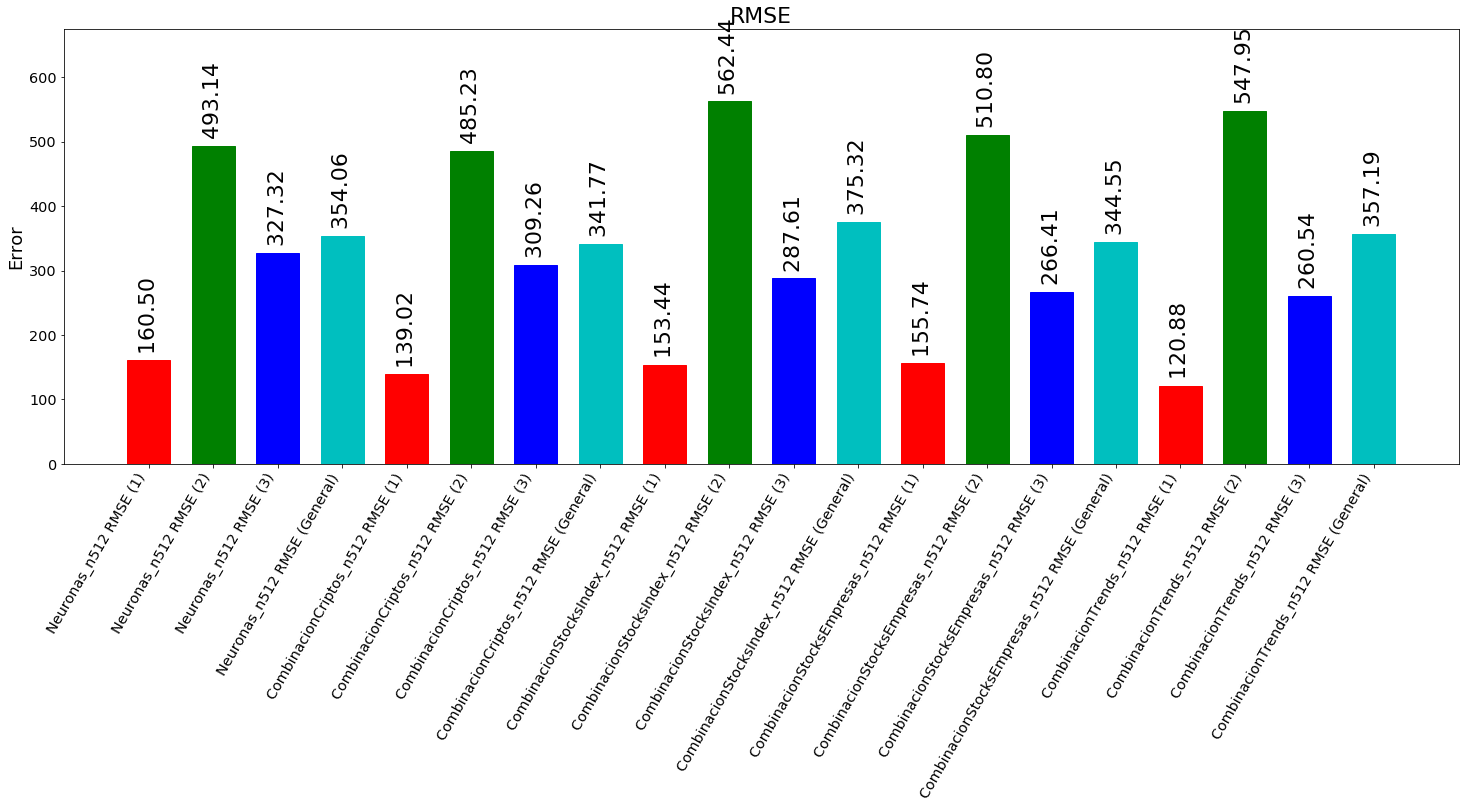 RMSE
Error
600
500
400
300
200
100
0
160.50
493.14
327.32
354.06
139.02
485.23
309.26
341.77
153.44
562.44
287.61
375.32
155.74
510.80
266.41
344.55
120.88
547.95
260.54
357.19
Neuronas_n512 RMSE (1)
Neuronas_n512 RMSE (2)
Neuronas_n512 RMSE (3)
Neuronas_n512 RMSE (General)
CombinacionCriptos_n512 RMSE (1)
CombinacionCriptos_n512 RMSE (2)
CombinacionCriptos_n512 RMSE (3)
CombinacionCriptos_n512 RMSE (General)
CombinacionStocksIndex_n512 RMSE (1)
CombinacionStocksIndex_n512 RMSE (2)
CombinacionStocksIndex_n512 RMSE (3)
CombinacionStocksIndex_n512 RMSE (General)
CombinacionStocksEmpresas_n512 RMSE (1)
CombinacionStocksEmpresas_n512 RMSE (2)
CombinacionStocksEmpresas_n512 RMSE (3)
CombinacionStocksEmpresas_n512 RMSE (General)
CombinacionTrends_n512 RMSE (1)
CombinacionTrends_n512 RMSE (2)
CombinacionTrends_n512 RMSE (3)
CombinacionTrends_n512 RMSE (General)